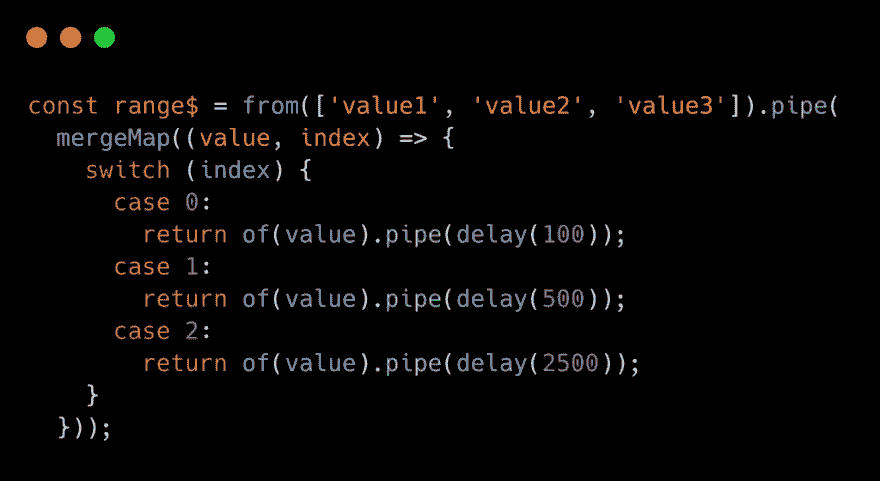 const range$ = from(['value1', 'value2', 'value3']).pipe(
  mergeMap((value, index) => {
    switch (index) {
      case 0:
        return of(value).pipe(delay(100));
      case 1:
        return of(value).pipe(delay(500));
      case 2:
        return of(value).pipe(delay(2500));
    }
  }));